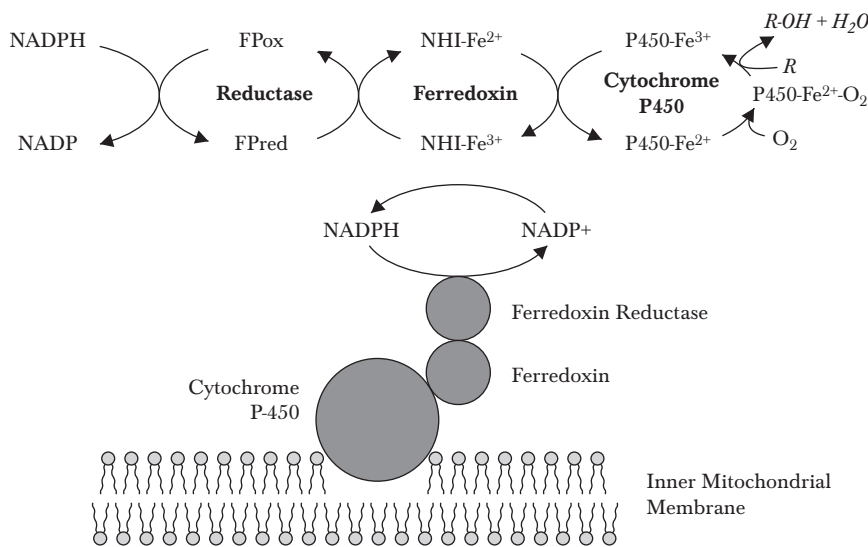 R-OH + H₂O
NADPH FPox NHI-Fe²⁺ P450-Fe³⁺
R
Reductase Ferredoxin Cytochrome
P450 P450-Fe²⁺-O₂
NADP FPred NHI-Fe³⁺ P450-Fe²⁺ O₂
NADPH NADP+
Ferredoxin Reductase
Ferredoxin
Cytochrome
P-450
Inner Mitochondrial
Membrane